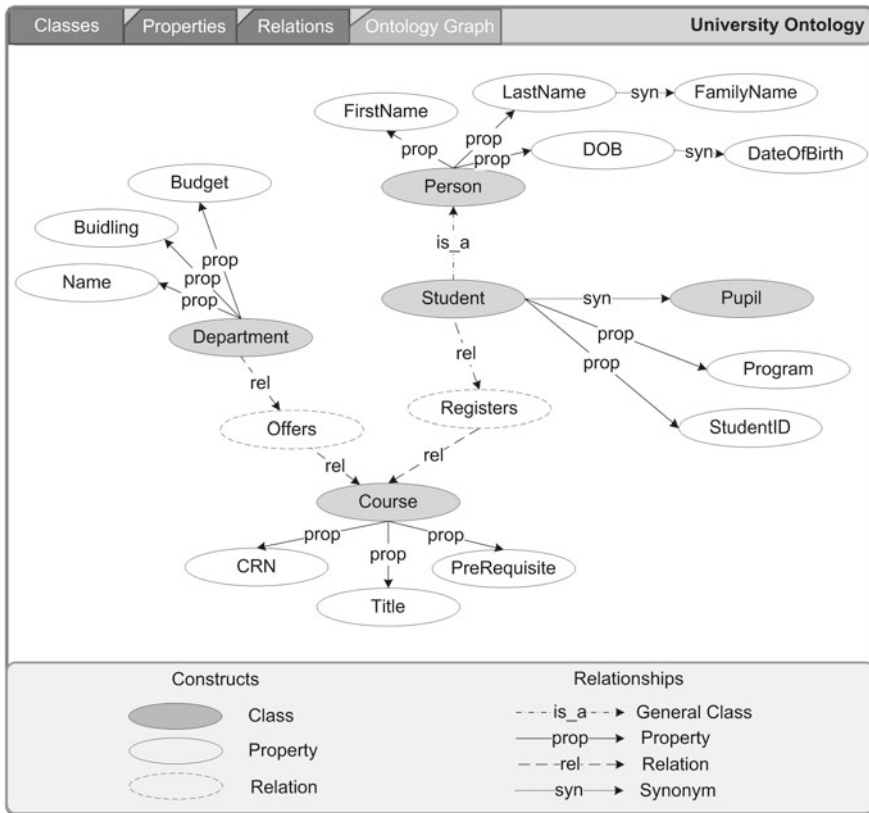 Classes Properties Relations Ontology Graph University Ontology
LastName syn FamilyName
FirstName
prop prop prop DOB syn DateOfBirth
Person
Budget
Buidling
Name
prop prop prop
is_a
Department
Student syn Pupil
prop prop
Program
StudentID
rel rel
Offers Registers
rel rel
Course
prop prop prop
CRN Title PreRequisite
Constructs Relationships
Class is_a General Class
Property prop Property
Relation rel Relation
syn Synonym